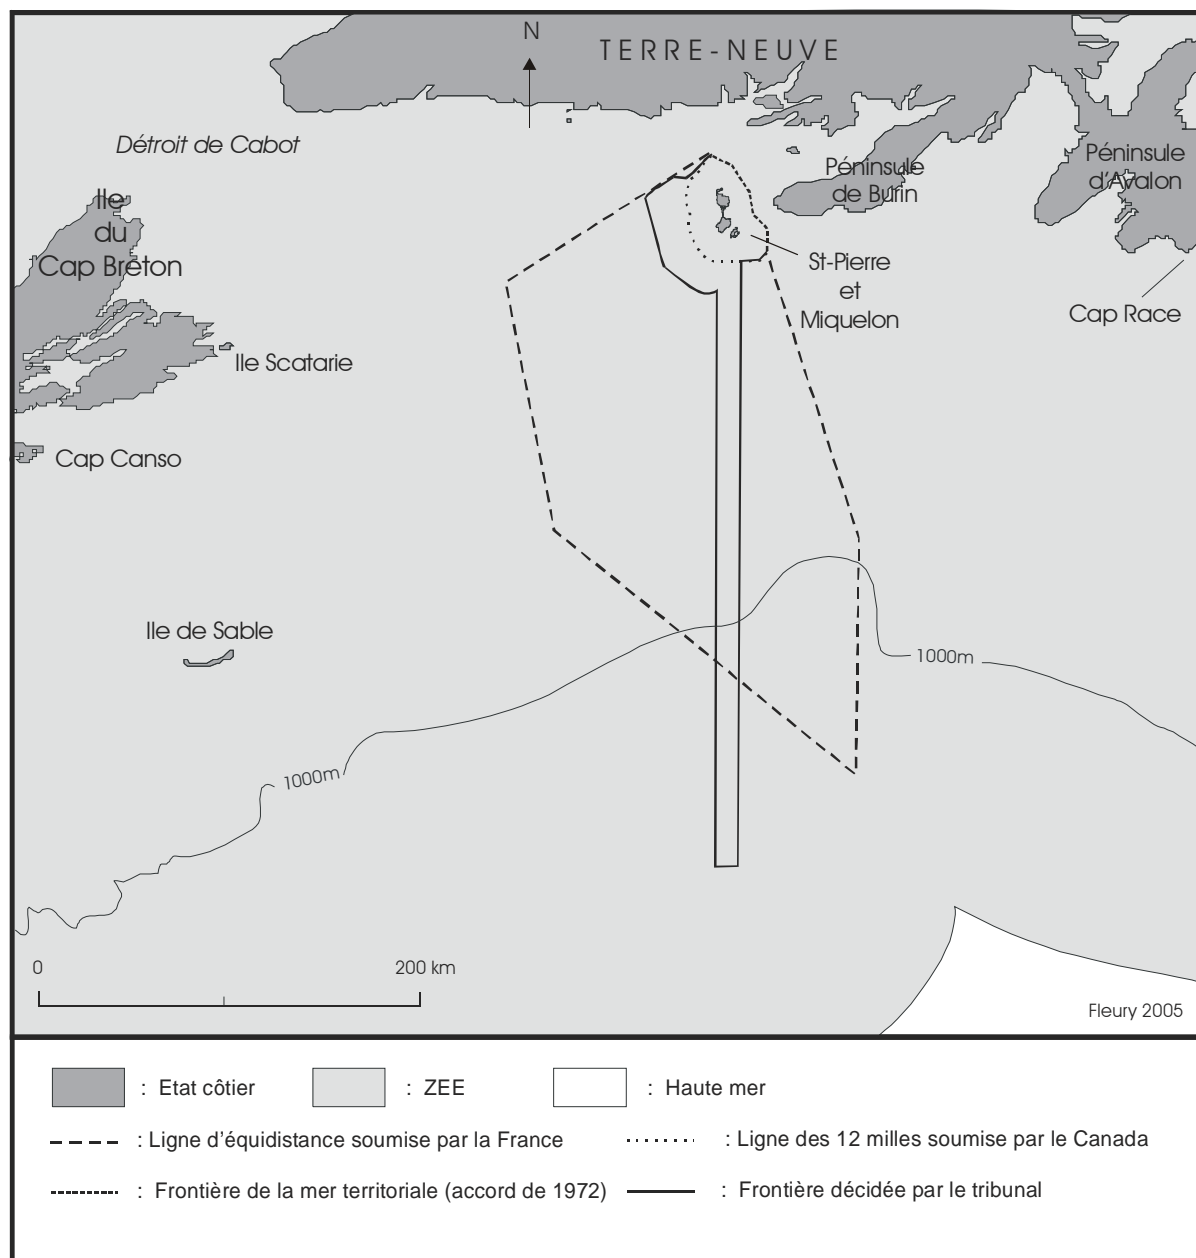 N
TERRE-NEUVE
Détroit de Cabot
Péninsule
d'Avalon
Péninsule
de Burin
Ile
du
Cap Breton
St-Pierre
et
Miquelon
Cap Race
Ile Scatarie
Cap Canso
Ile de Sable
1000m
1000m
0
200 km
Fleury 2005
: Etat côtier
: ZEE
: Haute mer
: Ligne d'équidistance soumise par la France
: Ligne des 12 milles soumise par le Canada
: Frontière de la mer territoriale (accord de 1972)
: Frontière décidée par le tribunal